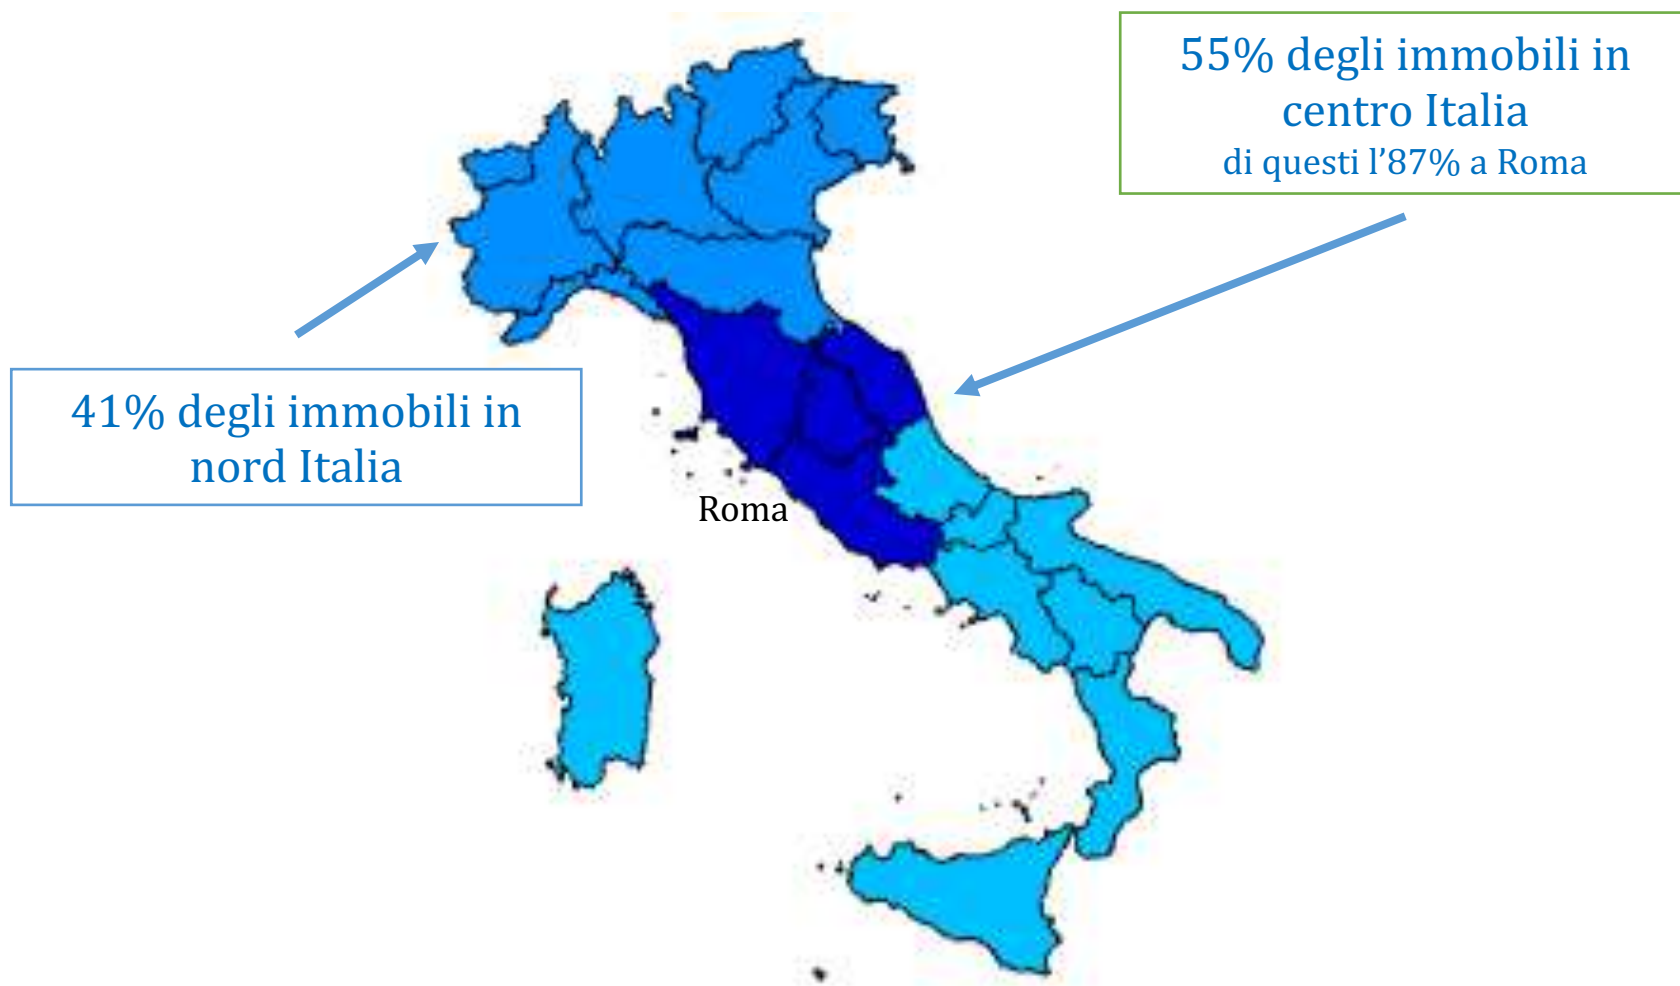 55% degli immobili in
centro Italia
di questi l’87% a Roma
41% degli immobili in
nord Italia
Roma